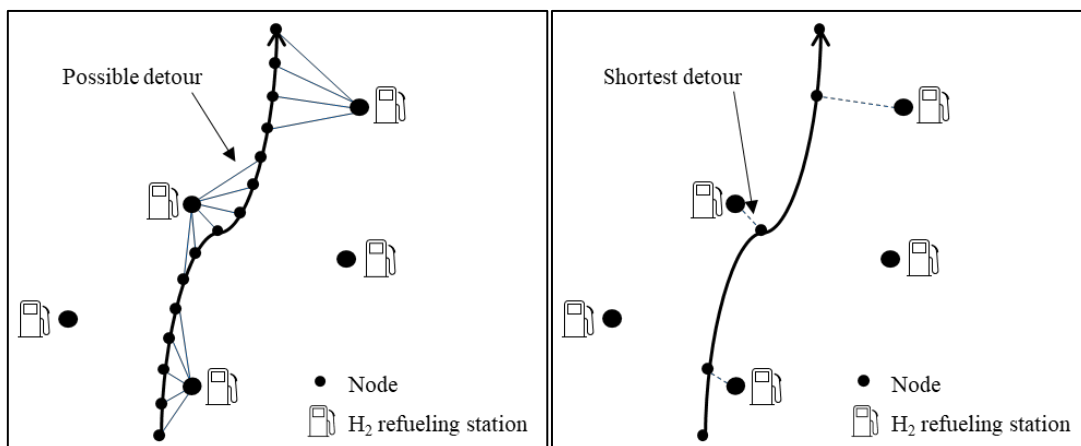 Possible detour
Node
H₂ refueling station
Shortest detour
Node
H₂ refueling station